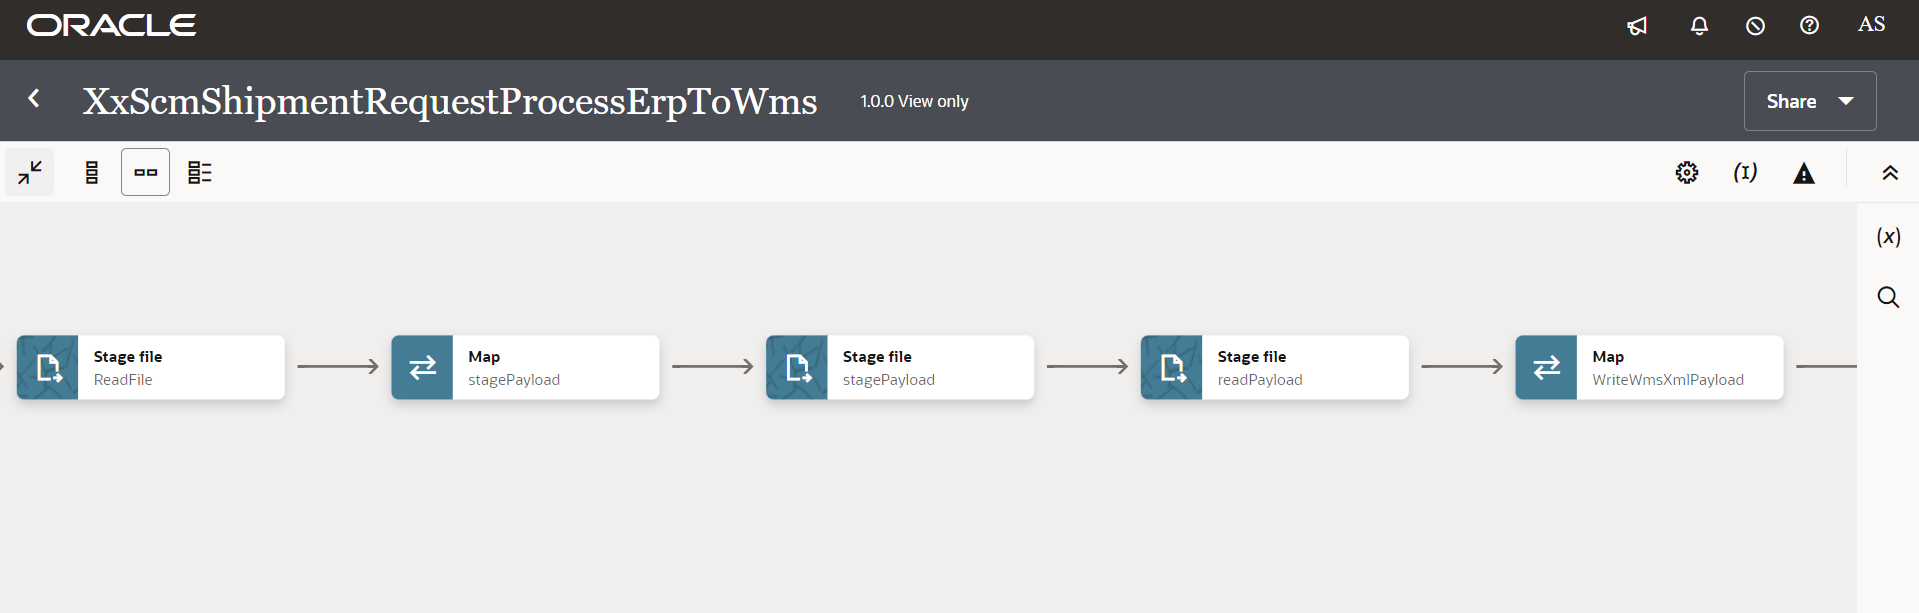 ORACLE
AS
XxScmShipmentRequestProcessErpToWms
1.0.0 View only
Share
(I)
(x)
Stage file
ReadFile
Map
stagePayload
Stage file
stagePayload
Stage file
readPayload
Map
WriteWmsXmlPayload